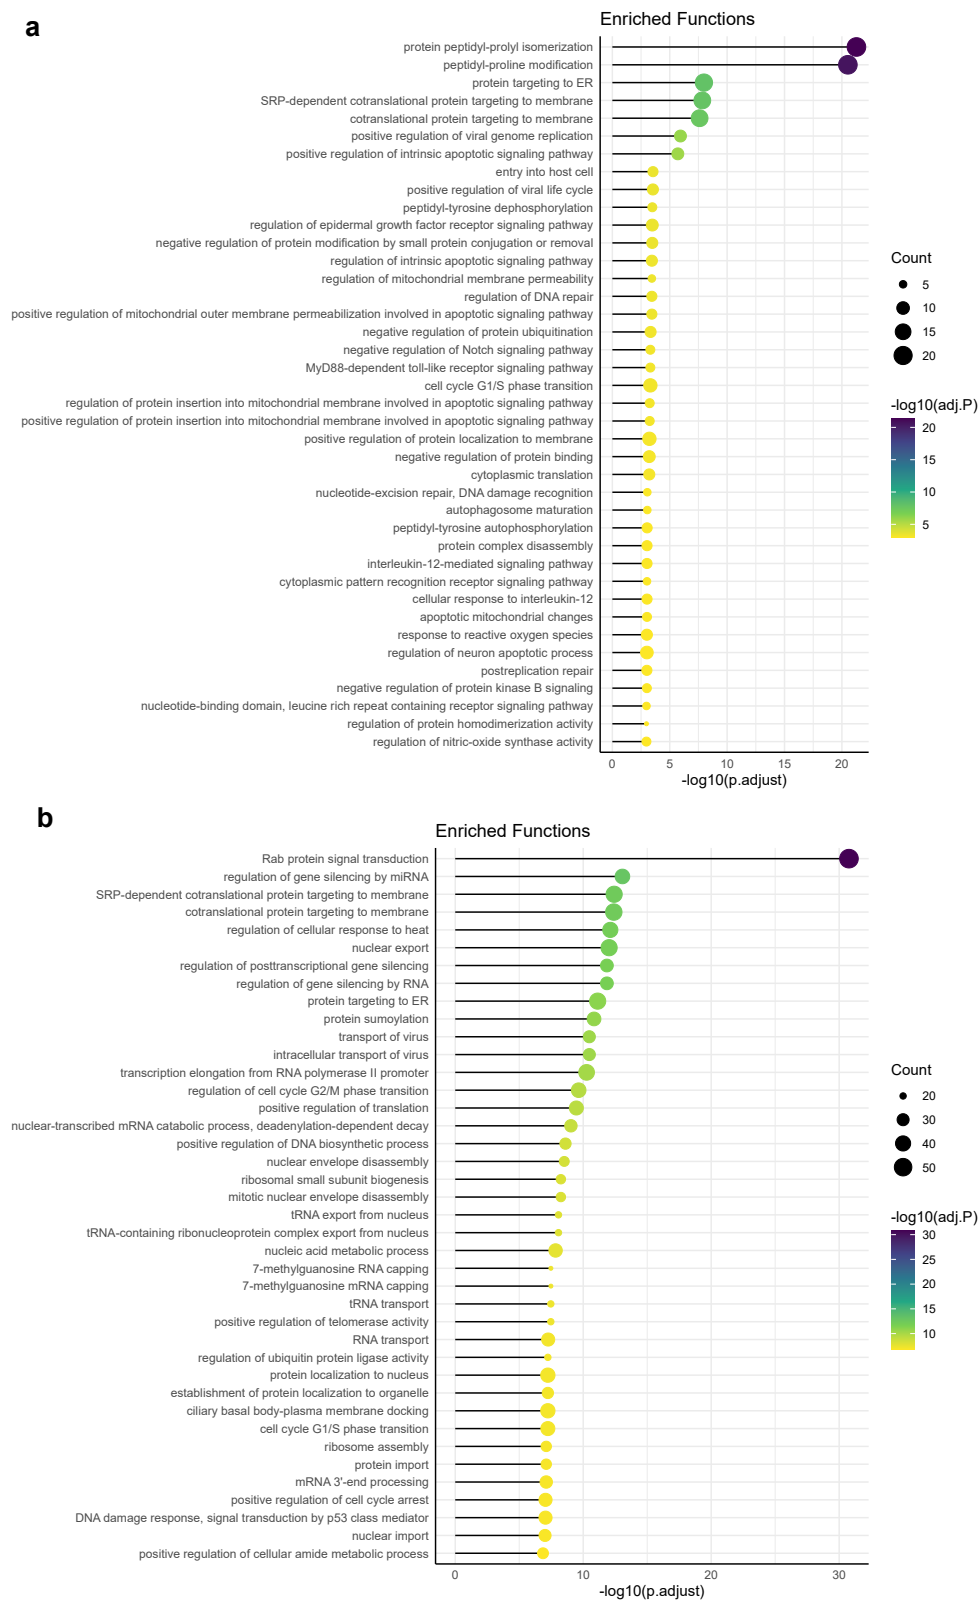 a
Enriched Functions
protein peptidyl-prolyl isomerization
peptidyl-proline modification
protein targeting to ER
SRP-dependent cotranslational protein targeting to membrane
cotranslational protein targeting to membrane
positive regulation of viral genome replication
positive regulation of intrinsic apoptotic signaling pathway
entry into host cell
positive regulation of viral life cycle
peptidyl-tyrosine dephosphorylation
regulation of epidermal growth factor receptor signaling pathway
negative regulation of protein modification by small protein conjugation or removal
regulation of intrinsic apoptotic signaling pathway
regulation of mitochondrial membrane permeability
regulation of DNA repair
positive regulation of mitochondrial outer membrane permeabilization involved in apoptotic signaling pathway
negative regulation of protein ubiquitination
negative regulation of Notch signaling pathway
MyD88-dependent toll-like receptor signaling pathway
cell cycle G1/S phase transition
regulation of protein insertion into mitochondrial membrane involved in apoptotic signaling pathway
positive regulation of protein insertion into mitochondrial membrane involved in apoptotic signaling pathway
positive regulation of protein localization to membrane
negative regulation of protein binding
cytoplasmic translation
nucleotide-excision repair, DNA damage recognition
autophagosome maturation
peptidyl-tyrosine autophosphorylation
protein complex disassembly
interleukin-12-mediated signaling pathway
cytoplasmic pattern recognition receptor signaling pathway
cellular response to interleukin-12
apoptotic mitochondrial changes
response to reactive oxygen species
regulation of neuron apoptotic process
postreplication repair
negative regulation of protein kinase B signaling
nucleotide-binding domain, leucine rich repeat containing receptor signaling pathway
regulation of protein homodimerization activity
regulation of nitric-oxide synthase activity
0 5 10 15 20
-log10(p.adjust)
Count
5
10
15
20
-log10(adj.P)
20
15
10
5
b
Enriched Functions
Rab protein signal transduction
regulation of gene silencing by miRNA
SRP-dependent cotranslational protein targeting to membrane
cotranslational protein targeting to membrane
regulation of cellular response to heat
nuclear export
regulation of posttranscriptional gene silencing
regulation of gene silencing by RNA
protein targeting to ER
protein sumoylation
transport of virus
intracellular transport of virus
transcription elongation from RNA polymerase II promoter
regulation of cell cycle G2/M phase transition
positive regulation of translation
nuclear-transcribed mRNA catabolic process, deadenylation-dependent decay
positive regulation of DNA biosynthetic process
nuclear envelope disassembly
ribosomal small subunit biogenesis
mitotic nuclear envelope disassembly
tRNA export from nucleus
tRNA-containing ribonucleoprotein complex export from nucleus
nucleic acid metabolic process
7-methylguanosine RNA capping
7-methylguanosine mRNA capping
tRNA transport
positive regulation of telomerase activity
RNA transport
regulation of ubiquitin protein ligase activity
protein localization to nucleus
establishment of protein localization to organelle
ciliary basal body-plasma membrane docking
cell cycle G1/S phase transition
ribosome assembly
protein import
mRNA 3'-end processing
positive regulation of cell cycle arrest
DNA damage response, signal transduction by p53 class mediator
nuclear import
positive regulation of cellular amide metabolic process
0 10 20 30
-log10(p.adjust)
Count
20
30
40
50
-log10(adj.P)
30
25
20
15
10